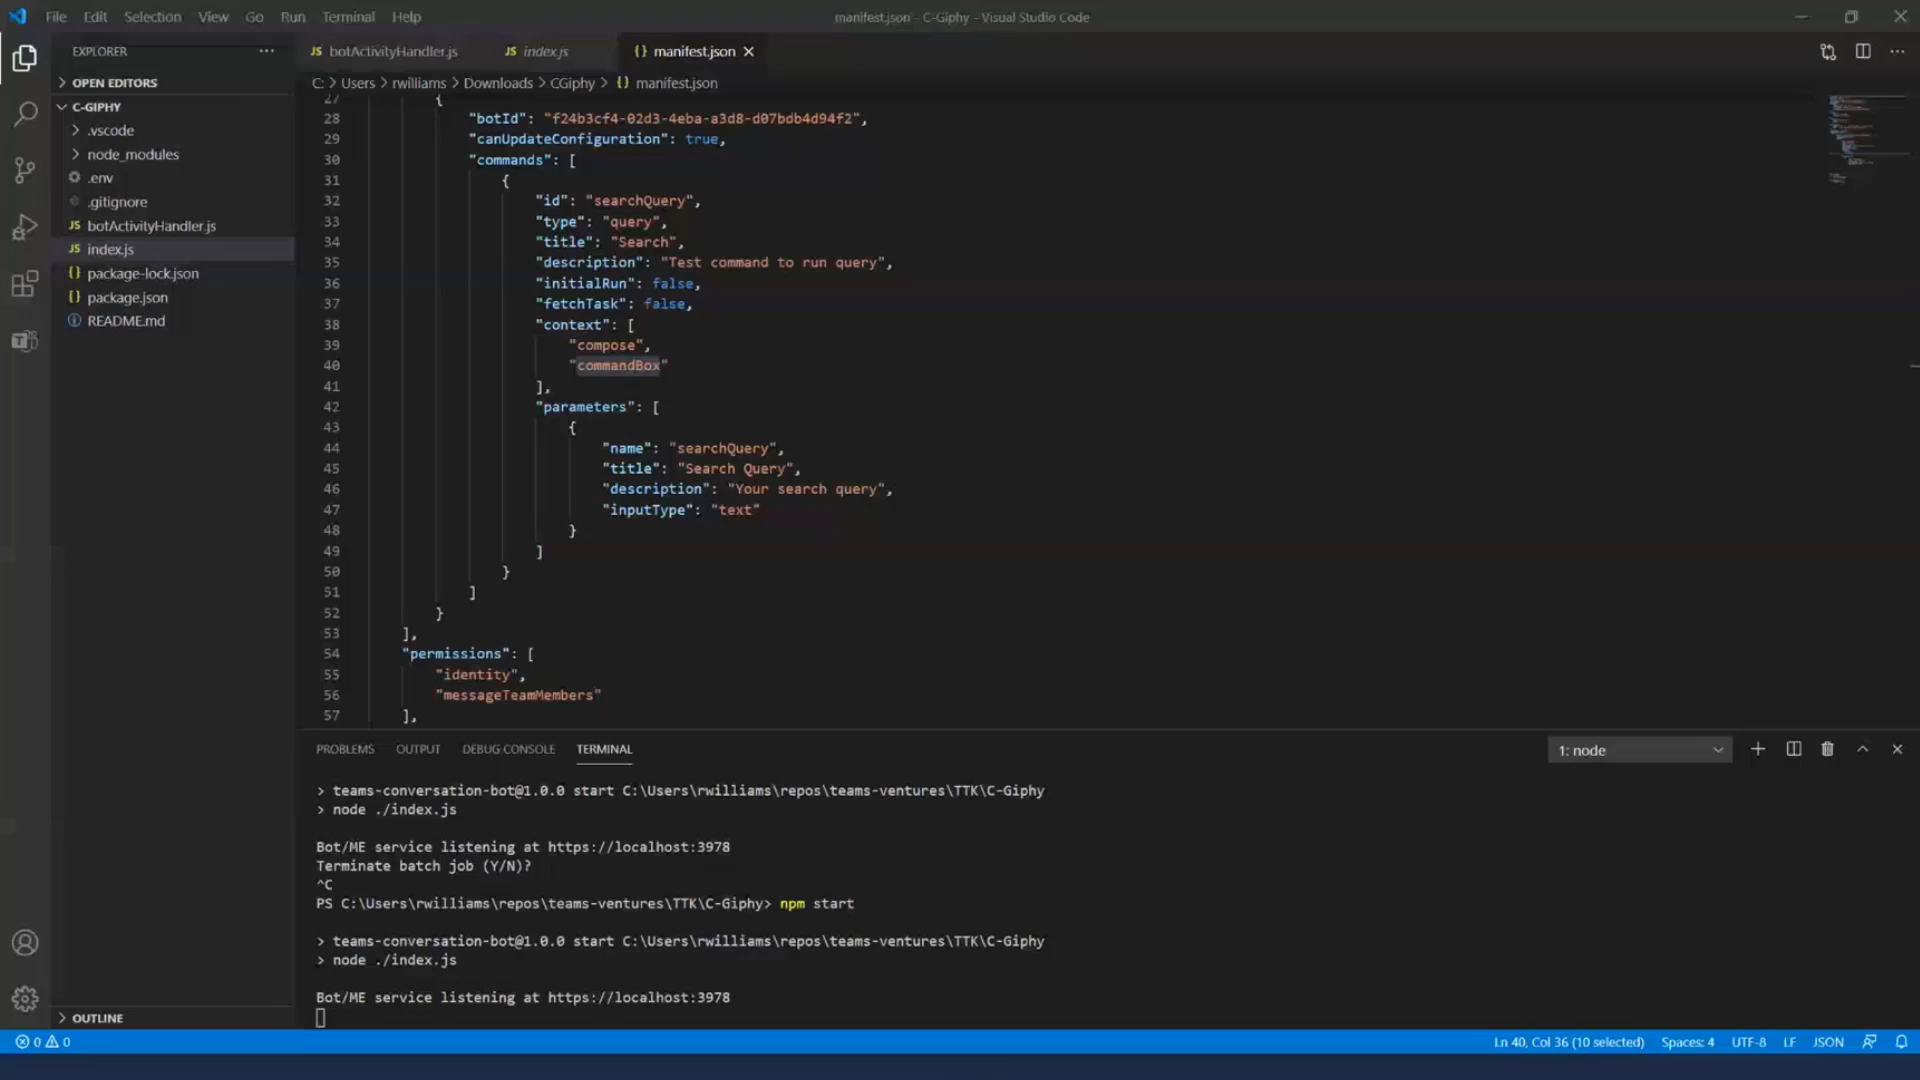 File Edit Selection View Go Run Terminal Help
manifest.json - C-Giphy - Visual Studio Code
EXPLORER
OPEN EDITORS
C-GIPHY
.vscode
node_modules
.env
.gitignore
botActivityHandler.js
index.js
package-lock.json
package.json
README.md
OUTLINE
JS botActivityHandler.js JS index.js {} manifest.json
C: > Users > rwilliams > Downloads > CGiphy > {} manifest.json
27 {
28 "botId": "f24b3cf4-02d3-4eba-a3d8-d07bdb4d94f2",
29 "canUpdateConfiguration": true,
30 "commands": [
31 {
32 "id": "searchQuery",
33 "type": "query",
34 "title": "Search",
35 "description": "Test command to run query",
36 "initialRun": false,
37 "fetchTask": false,
38 "context": [
39 "compose",
40 "commandBox"
41 ],
42 "parameters": [
43 {
44 "name": "searchQuery",
45 "title": "Search Query",
46 "description": "Your search query",
47 "inputType": "text"
48 }
49 ]
50 }
51 ]
52 }
53 ],
54 "permissions": [
55 "identity",
56 "messageTeamMembers"
57 ],
PROBLEMS OUTPUT DEBUG CONSOLE TERMINAL
1: node
> teams-conversation-bot@1.0.0 start C:\Users\rwilliams\repos\teams-ventures\TTK\C-Giphy
> node ./index.js
Bot/ME service listening at https://localhost:3978
Terminate batch job (Y/N)?
^C
PS C:\Users\rwilliams\repos\teams-ventures\TTK\C-Giphy> npm start
> teams-conversation-bot@1.0.0 start C:\Users\rwilliams\repos\teams-ventures\TTK\C-Giphy
> node ./index.js
Bot/ME service listening at https://localhost:3978
0 0
Ln 40, Col 36 (10 selected) Spaces: 4 UTF-8 LF JSON